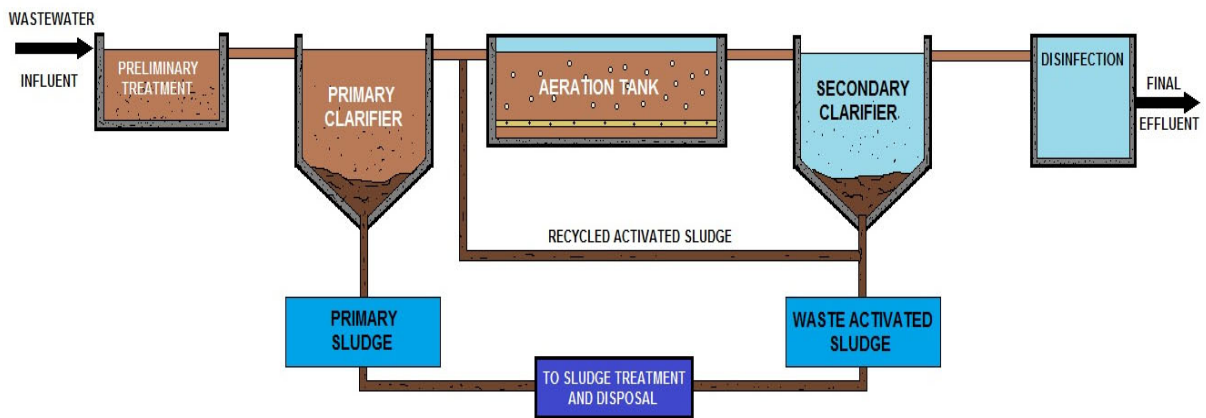 WASTEWATER
INFLUENT
PRELIMINARY
TREATMENT
PRIMARY
CLARIFIER
AERATION TANK
SECONDARY
CLARIFIER
DISINFECTION
FINAL
EFFLUENT
RECYCLED ACTIVATED SLUDGE
PRIMARY
SLUDGE
WASTE ACTIVATED
SLUDGE
TO SLUDGE TREATMENT
AND DISPOSAL